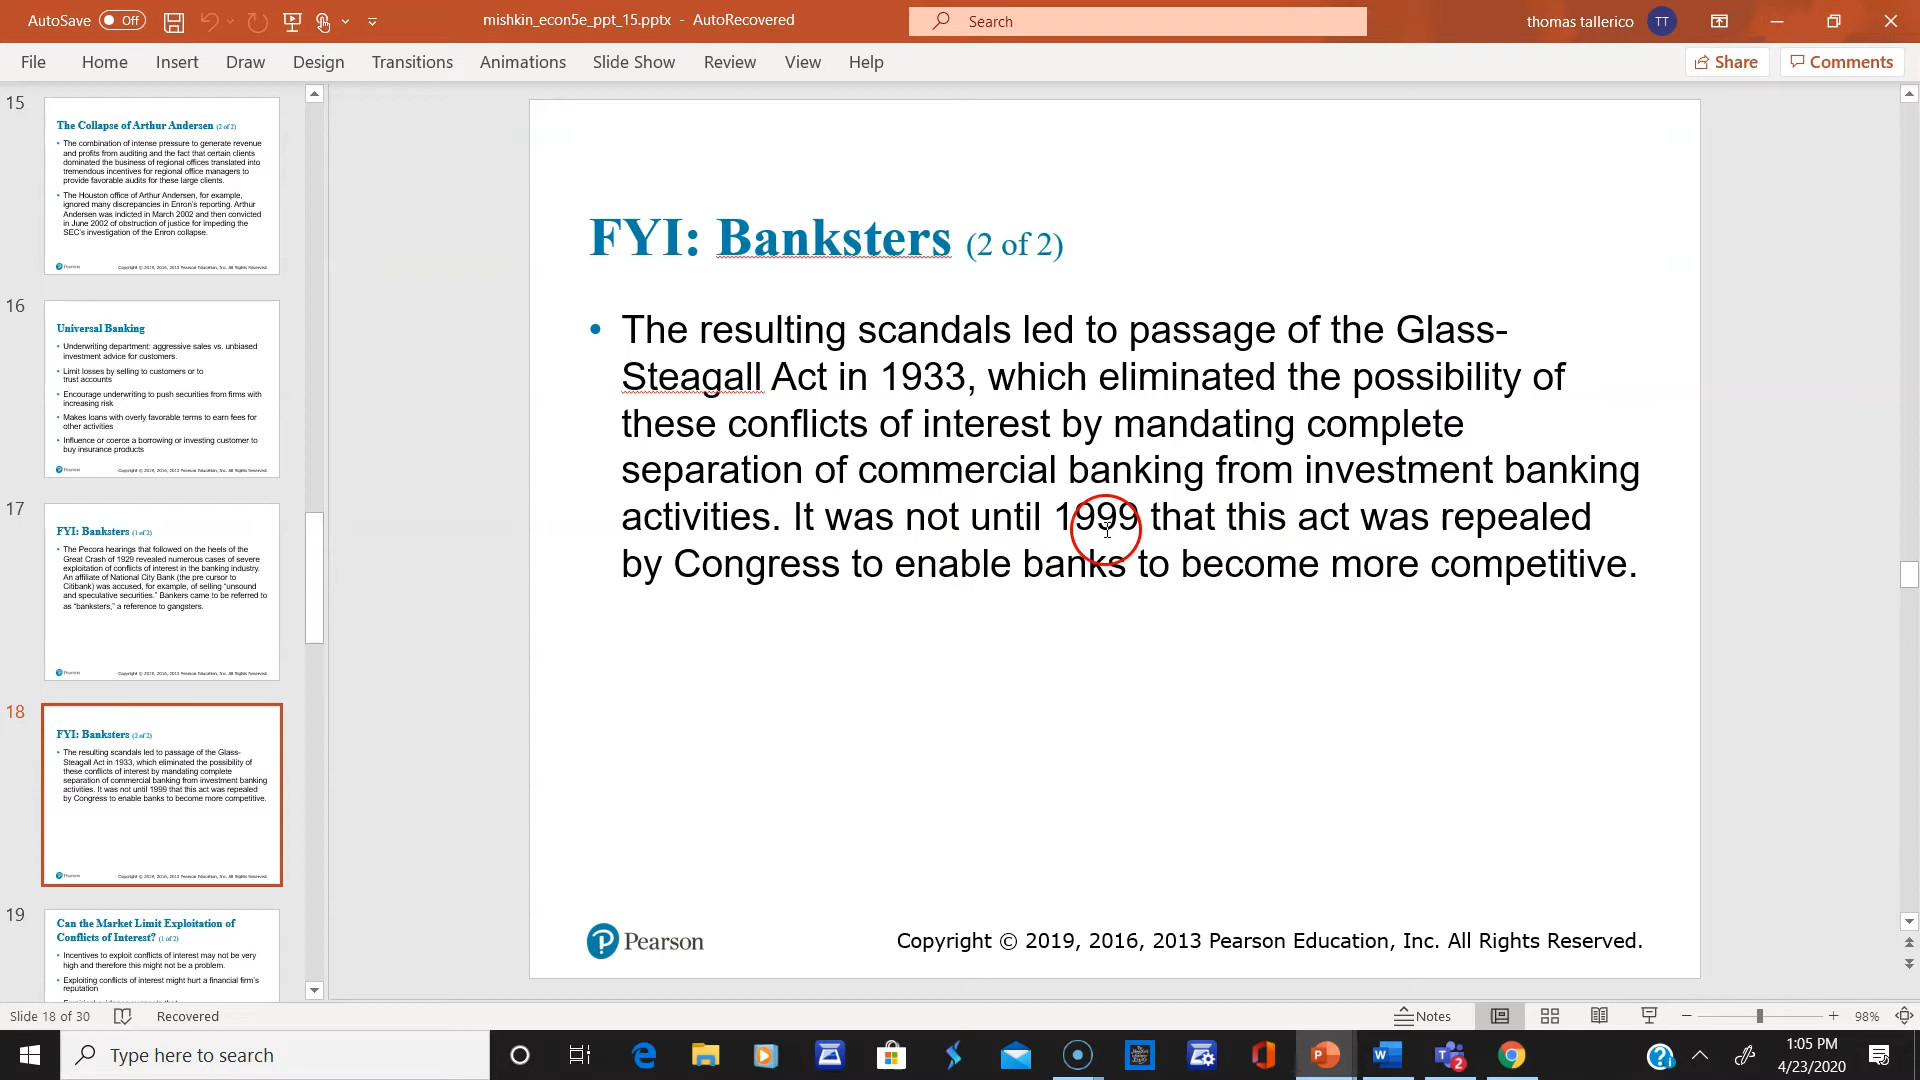 AutoSave Off
mishkin_econ5e_ppt_15.pptx - AutoRecovered
Search
thomas tallerico TT
File Home Insert Draw Design Transitions Animations Slide Show Review View Help
Share Comments
15
The Collapse of Arthur Andersen (2 of 2)
• The combination of intense pressure to generate revenue
and profits from auditing and the fact that certain clients
dominated the business of regional offices translated into
tremendous incentives for regional office managers to
provide favorable audits for these large clients.
• The Houston office of Arthur Andersen, for example,
ignored many discrepancies in Enron's reporting. Arthur
Andersen was indicted in March 2002 and then convicted
in June 2002 of obstruction of justice for impeding the
SEC's investigation of the Enron collapse.
Pearson
Copyright © 2019, 2016, 2013 Pearson Education, Inc. All Rights Reserved.
16
Universal Banking
• Underwriting department: aggressive sales vs. unbiased
investment advice for customers.
• Limit losses by selling to customers or to
trust accounts
• Encourage underwriting to push securities from firms with
increasing risk
• Makes loans with overly favorable terms to earn fees for
other activities
• Influence or coerce a borrowing or investing customer to
buy insurance products
Pearson
Copyright © 2019, 2016, 2013 Pearson Education, Inc. All Rights Reserved.
17
FYI: Banksters (1 of 2)
• The Pecora hearings that followed on the heels of the
Great Crash of 1929 revealed numerous cases of severe
exploitation of conflicts of interest in the banking industry.
An affiliate of National City Bank (the pre cursor to
Citibank) was accused, for example, of selling "unsound
and speculative securities." Bankers came to be referred to
as "banksters," a reference to gangsters.
Pearson
Copyright © 2019, 2016, 2013 Pearson Education, Inc. All Rights Reserved.
18
FYI: Banksters (2 of 2)
• The resulting scandals led to passage of the Glass-
Steagall Act in 1933, which eliminated the possibility of
these conflicts of interest by mandating complete
separation of commercial banking from investment banking
activities. It was not until 1999 that this act was repealed
by Congress to enable banks to become more competitive.
Pearson
Copyright © 2019, 2016, 2013 Pearson Education, Inc. All Rights Reserved.
19
Can the Market Limit Exploitation of
Conflicts of Interest? (1 of 2)
• Incentives to exploit conflicts of interest may not be very
high and therefore this might not be a problem.
• Exploiting conflicts of interest might hurt a financial firm's
reputation
FYI: Banksters (2 of 2)
• The resulting scandals led to passage of the Glass-
Steagall Act in 1933, which eliminated the possibility of
these conflicts of interest by mandating complete
separation of commercial banking from investment banking
activities. It was not until 1999 that this act was repealed
by Congress to enable banks to become more competitive.
Pearson
Copyright © 2019, 2016, 2013 Pearson Education, Inc. All Rights Reserved.
Slide 18 of 30 Recovered
Notes 98%
Type here to search
2
1:05 PM
4/23/2020